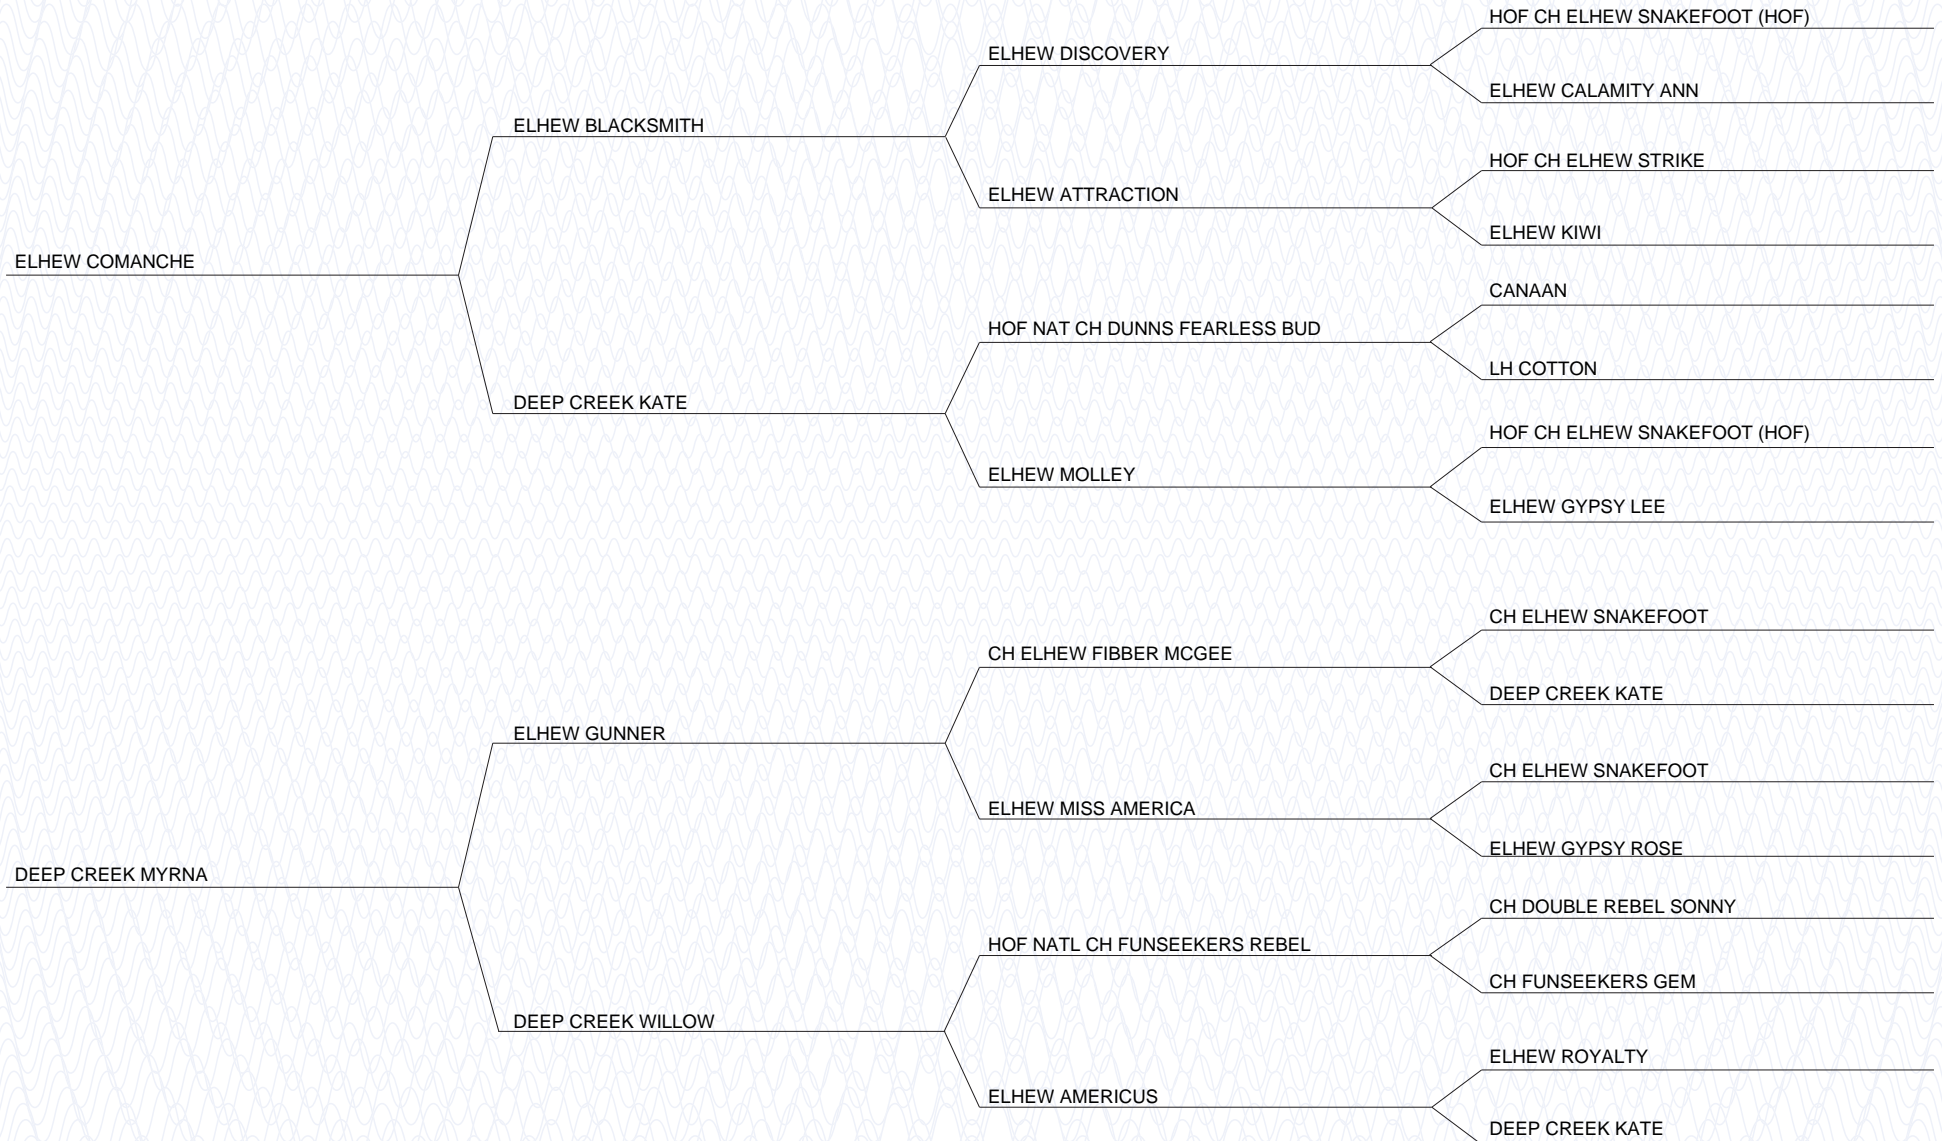 HOF CH ELHEW SNAKEFOOT (HOF)
ELHEW DISCOVERY
ELHEW CALAMITY ANN
ELHEW BLACKSMITH
HOF CH ELHEW STRIKE
ELHEW ATTRACTION
ELHEW KIWI
ELHEW COMANCHE
CANAAN
HOF NAT CH DUNNS FEARLESS BUD
LH COTTON
DEEP CREEK KATE
HOF CH ELHEW SNAKEFOOT (HOF)
ELHEW MOLLEY
ELHEW GYPSY LEE
CH ELHEW SNAKEFOOT
CH ELHEW FIBBER MCGEE
DEEP CREEK KATE
ELHEW GUNNER
CH ELHEW SNAKEFOOT
ELHEW MISS AMERICA
ELHEW GYPSY ROSE
DEEP CREEK MYRNA
CH DOUBLE REBEL SONNY
HOF NATL CH FUNSEEKERS REBEL
CH FUNSEEKERS GEM
DEEP CREEK WILLOW
ELHEW ROYALTY
ELHEW AMERICUS
DEEP CREEK KATE